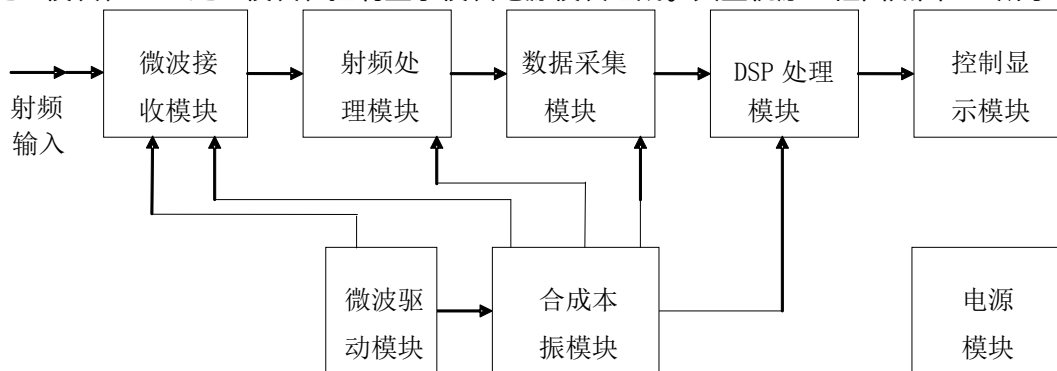 微波接
收模块
射频处
理模块
数据采集
模块
DSP 处理
模块
控制显
示模块
射频
输入
微波驱
动模块
合成本
振模块
电源
模块